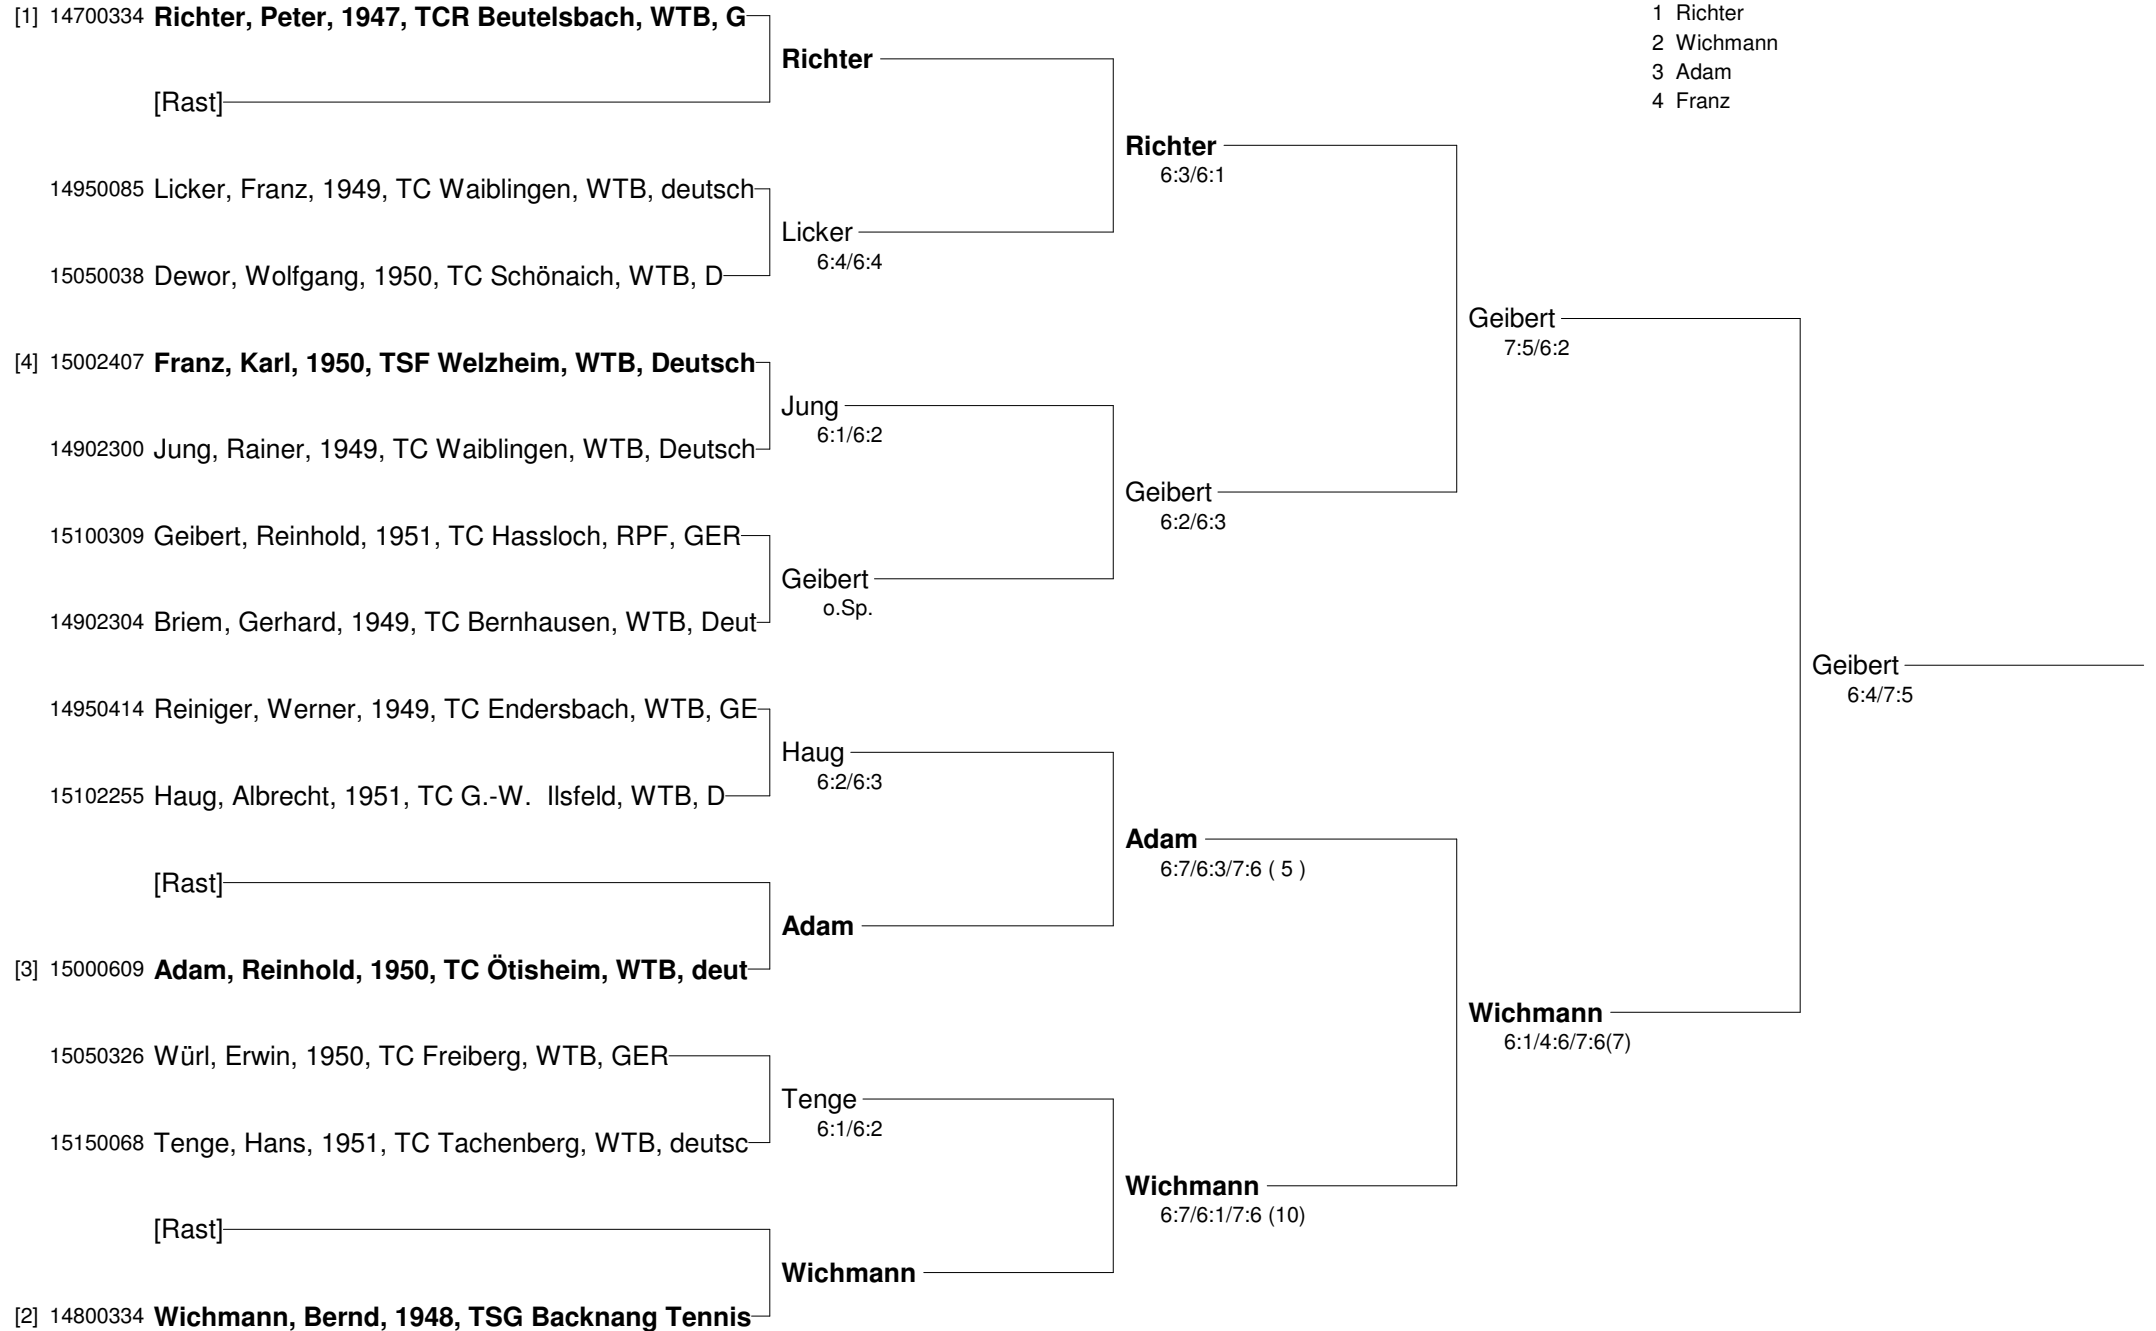 [1] 14700334 Richter, Peter, 1947, TCR Beutelsbach, WTB, G
[Rast]
14950085 Licker, Franz, 1949, TC Waiblingen, WTB, deutsch
15050038 Dewor, Wolfgang, 1950, TC Schönaich, WTB, D
[4] 15002407 Franz, Karl, 1950, TSF Welzheim, WTB, Deutsch
14902300 Jung, Rainer, 1949, TC Waiblingen, WTB, Deutsch
15100309 Geibert, Reinhold, 1951, TC Hassloch, RPF, GER
14902304 Briem, Gerhard, 1949, TC Bernhausen, WTB, Deut
14950414 Reiniger, Werner, 1949, TC Endersbach, WTB, GE
15102255 Haug, Albrecht, 1951, TC G.-W. Ilsfeld, WTB, D
[Rast]
[3] 15000609 Adam, Reinhold, 1950, TC Ötisheim, WTB, deut
15050326 Würl, Erwin, 1950, TC Freiberg, WTB, GER
15150068 Tenge, Hans, 1951, TC Tachenberg, WTB, deutsc
[Rast]
[2] 14800334 Wichmann, Bernd, 1948, TSG Backnang Tennis
Richter
Licker
6:4/6:4
Jung
6:1/6:2
Geibert
o.Sp.
Haug
6:2/6:3
Adam
Tenge
6:1/6:2
Wichmann
Richter
6:3/6:1
Geibert
6:2/6:3
Adam
6:7/6:3/7:6 ( 5 )
Wichmann
6:7/6:1/7:6 (10)
Geibert
7:5/6:2
Wichmann
6:1/4:6/7:6(7)
Geibert
6:4/7:5
1 Richter
2 Wichmann
3 Adam
4 Franz